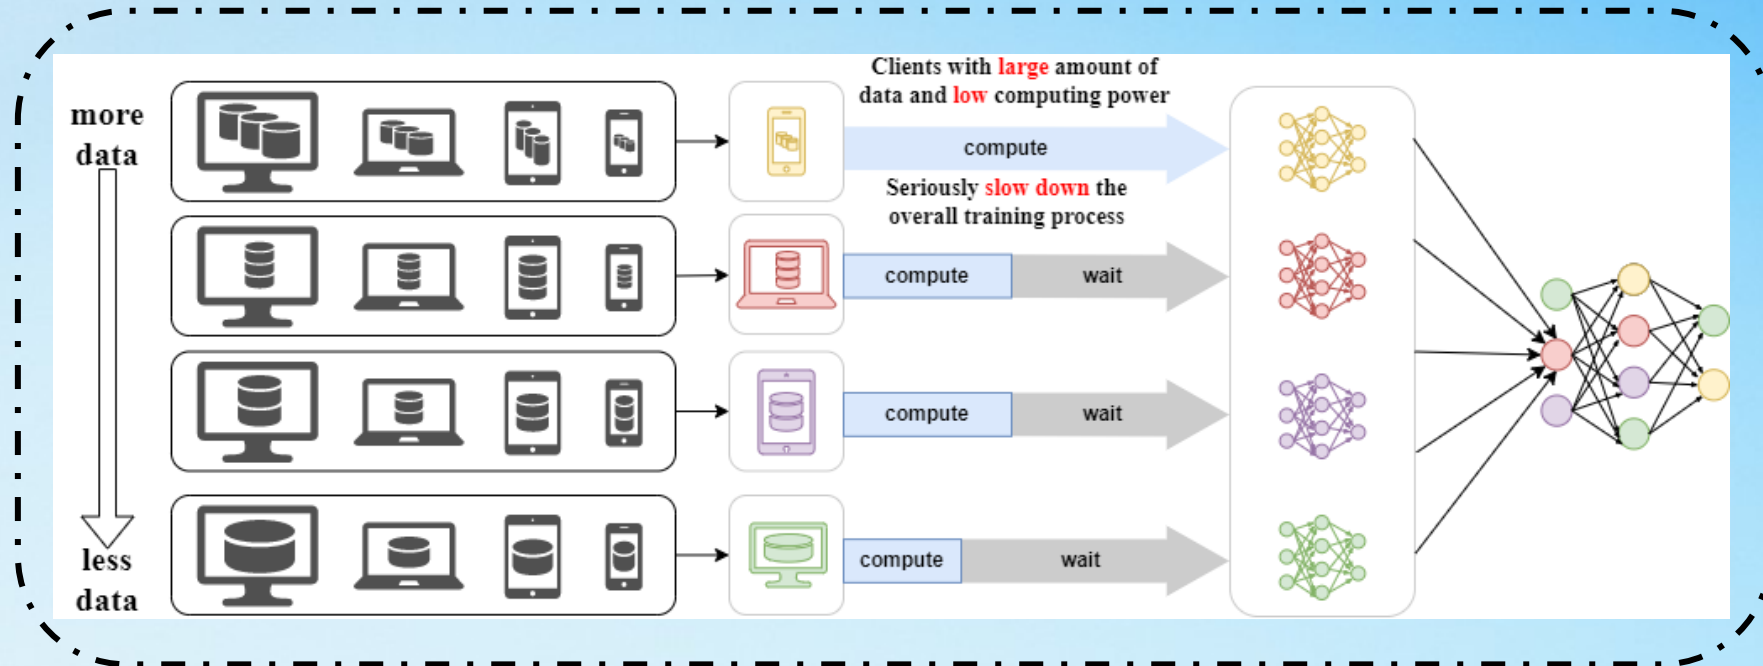 more
data
less
data
Clients with large amount of
data and low computing power
compute
Seriously slow down the
overall training process
compute
wait
compute
wait
compute
wait